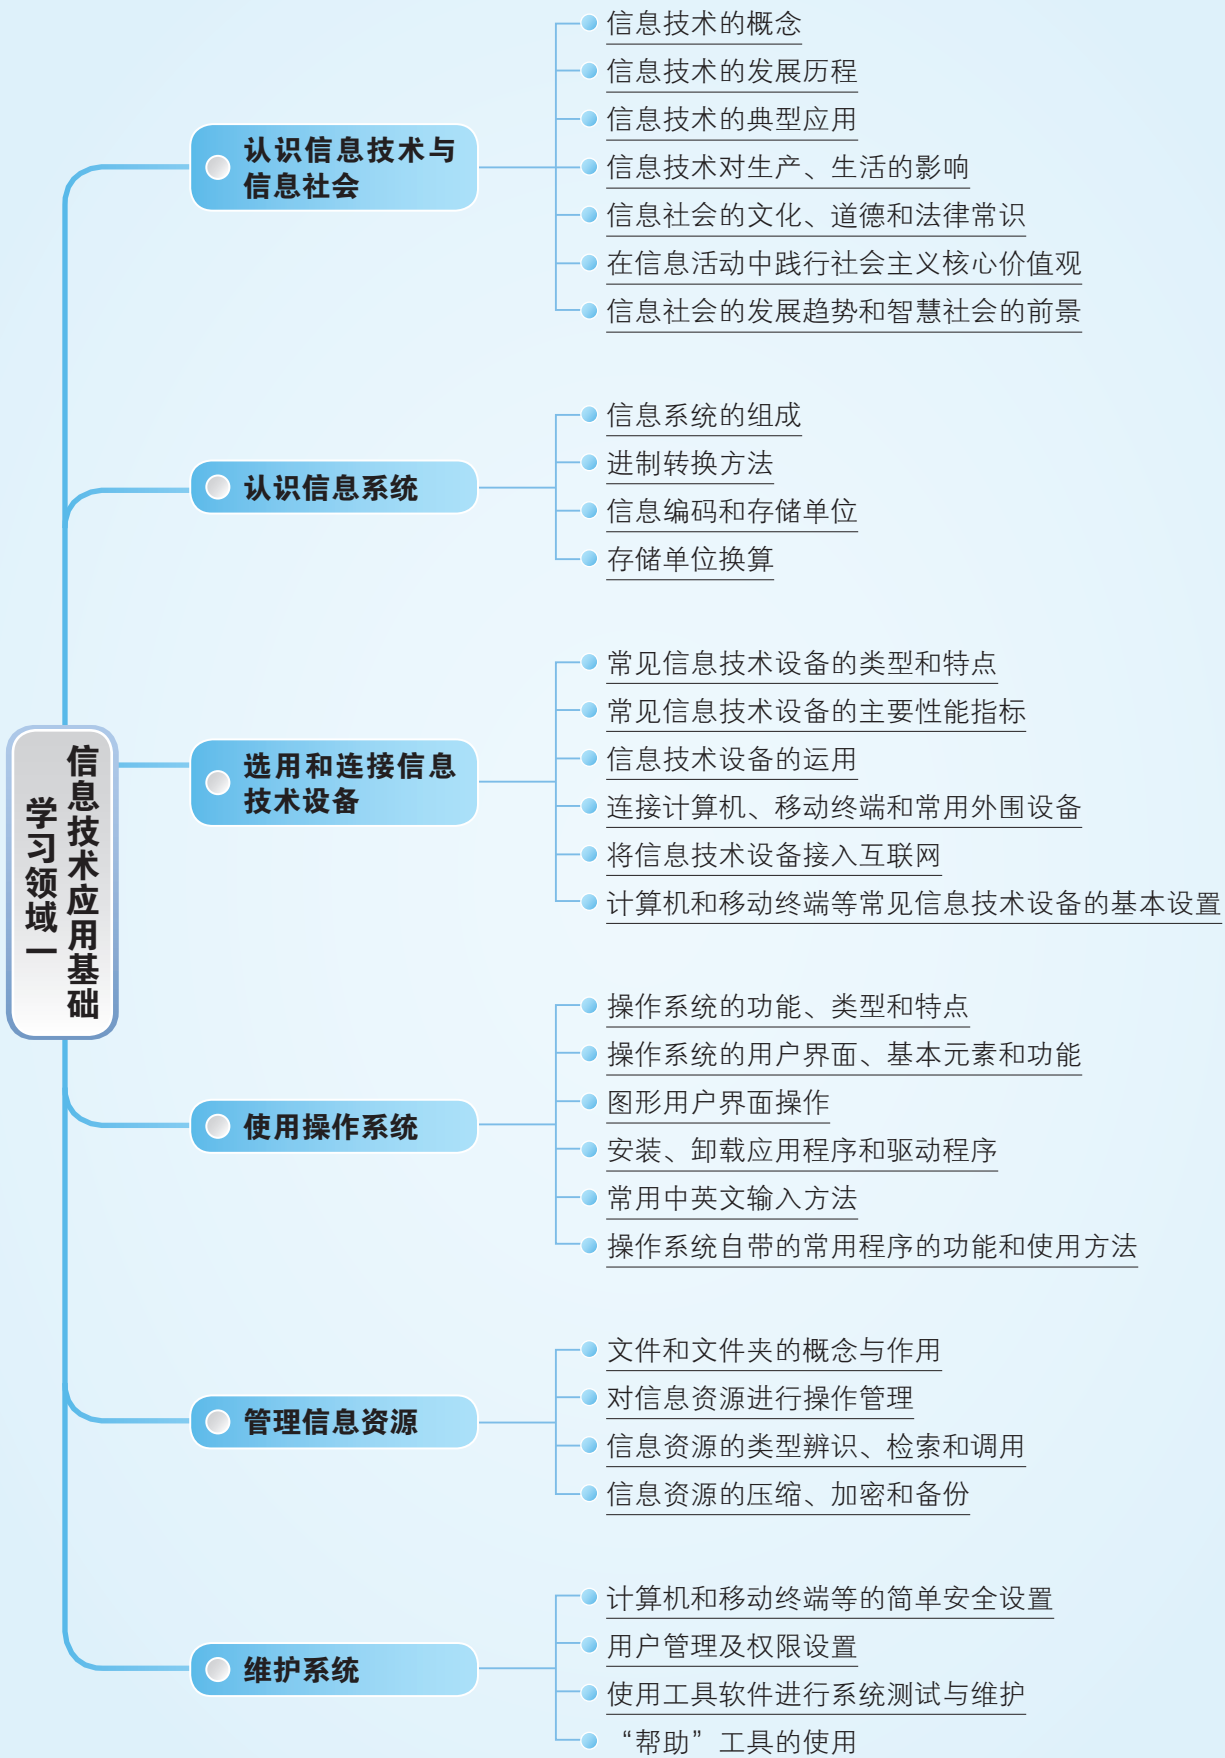 学习领域一
信息技术应用基础
认识信息技术与
信息社会
信息技术的概念
信息技术的发展历程
信息技术的典型应用
信息技术对生产、生活的影响
信息社会的文化、道德和法律常识
在信息活动中践行社会主义核心价值观
信息社会的发展趋势和智慧社会的前景
认识信息系统
信息系统的组成
进制转换方法
信息编码和存储单位
存储单位换算
选用和连接信息
技术设备
常见信息技术设备的类型和特点
常见信息技术设备的主要性能指标
信息技术设备的运用
连接计算机、移动终端和常用外围设备
将信息技术设备接入互联网
计算机和移动终端等常见信息技术设备的基本设置
使用操作系统
操作系统的功能、类型和特点
操作系统的用户界面、基本元素和功能
图形用户界面操作
安装、卸载应用程序和驱动程序
常用中英文输入方法
操作系统自带的常用程序的功能和使用方法
管理信息资源
文件和文件夹的概念与作用
对信息资源进行操作管理
信息资源的类型辨识、检索和调用
信息资源的压缩、加密和备份
维护系统
计算机和移动终端等的简单安全设置
用户管理及权限设置
使用工具软件进行系统测试与维护
“帮助”工具的使用